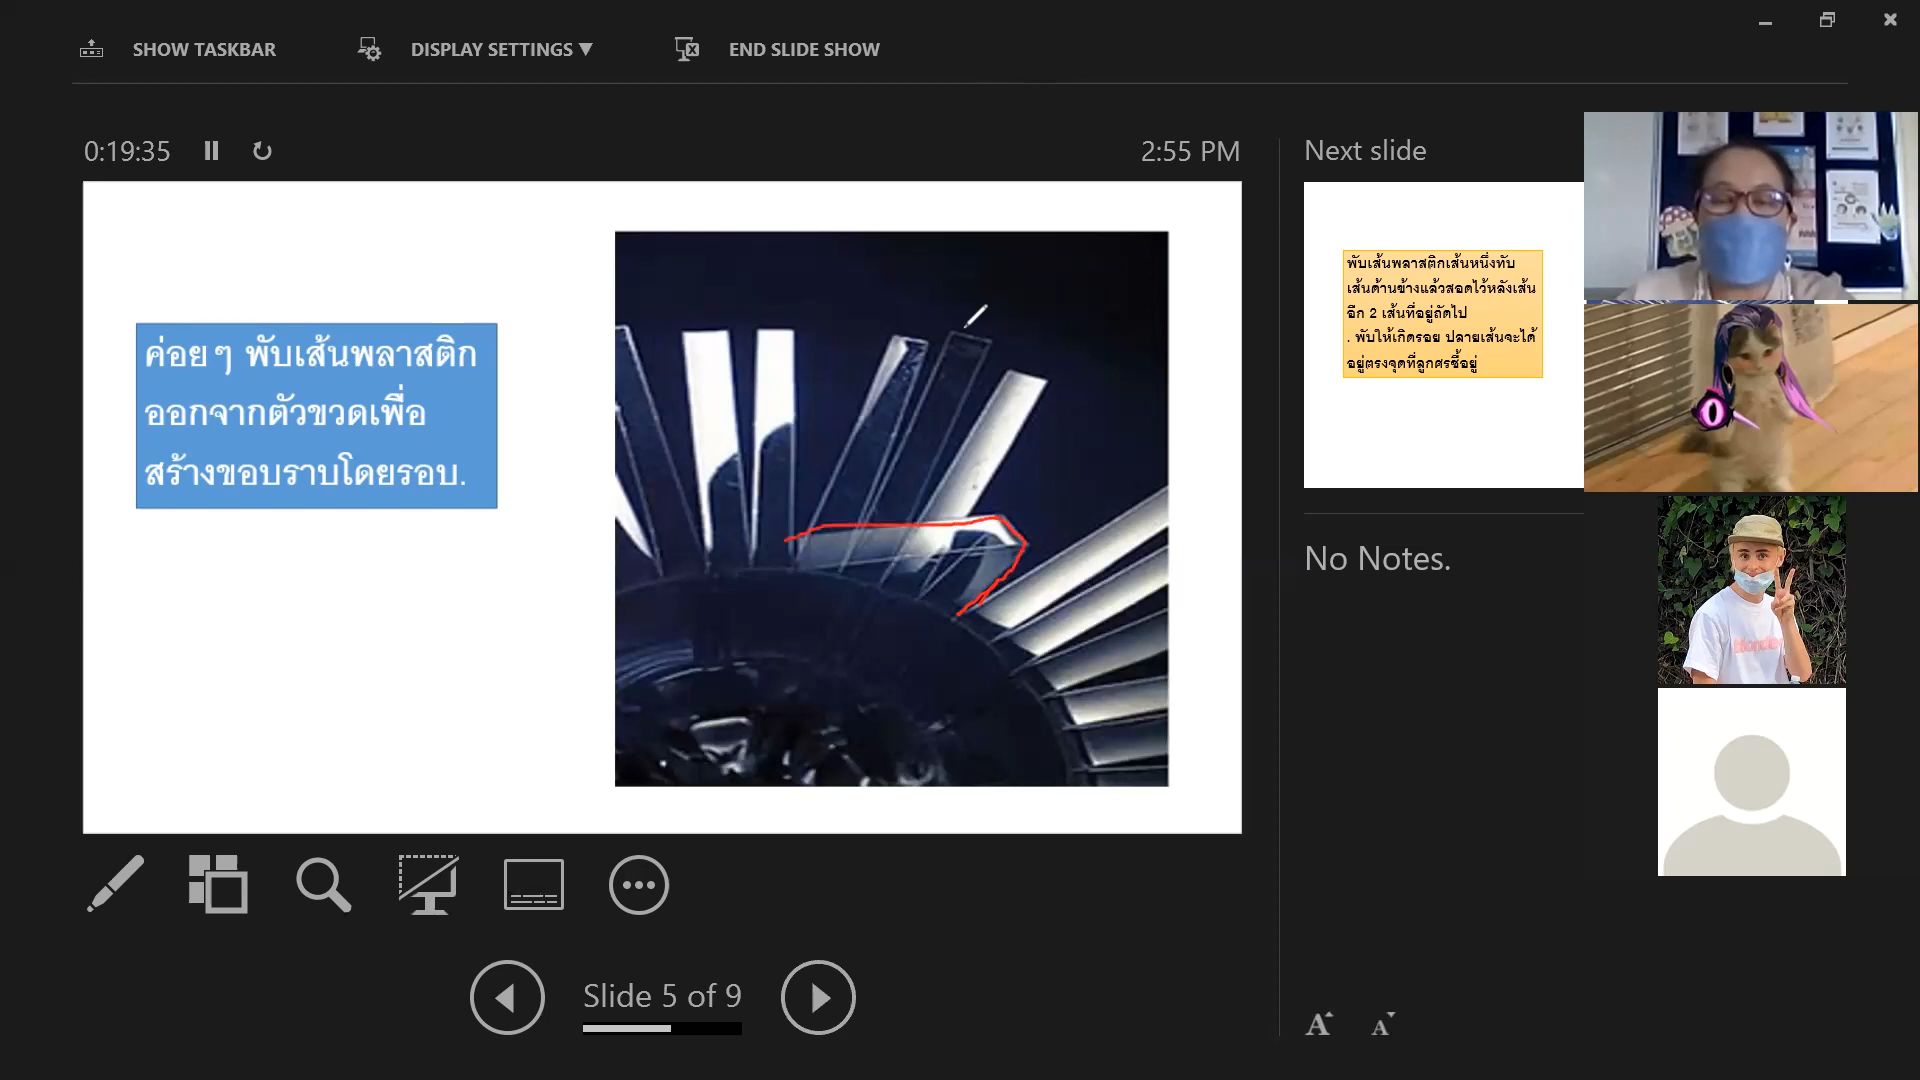 SHOW TASKBAR
DISPLAY SETTINGS ▼
END SLIDE SHOW
0:19:35
2:55 PM
Next slide
ค่อยๆ พับเส้นพลาสติก
ออกจากตัวขวดเพื่อ
สร้างขอบราบโดยรอบ.
พับเส้นพลาสติกเส้นหนึ่งทับ
เส้นด้านข้างแล้วสอดไว้หลังเส้น
อีก 2 เส้นที่อยู่ถัดไป
. พับให้เกิดรอย ปลายเส้นจะได้
อยู่ตรงจุดที่ลูกศรชี้อยู่
No Notes.
Slide 5 of 9
A A